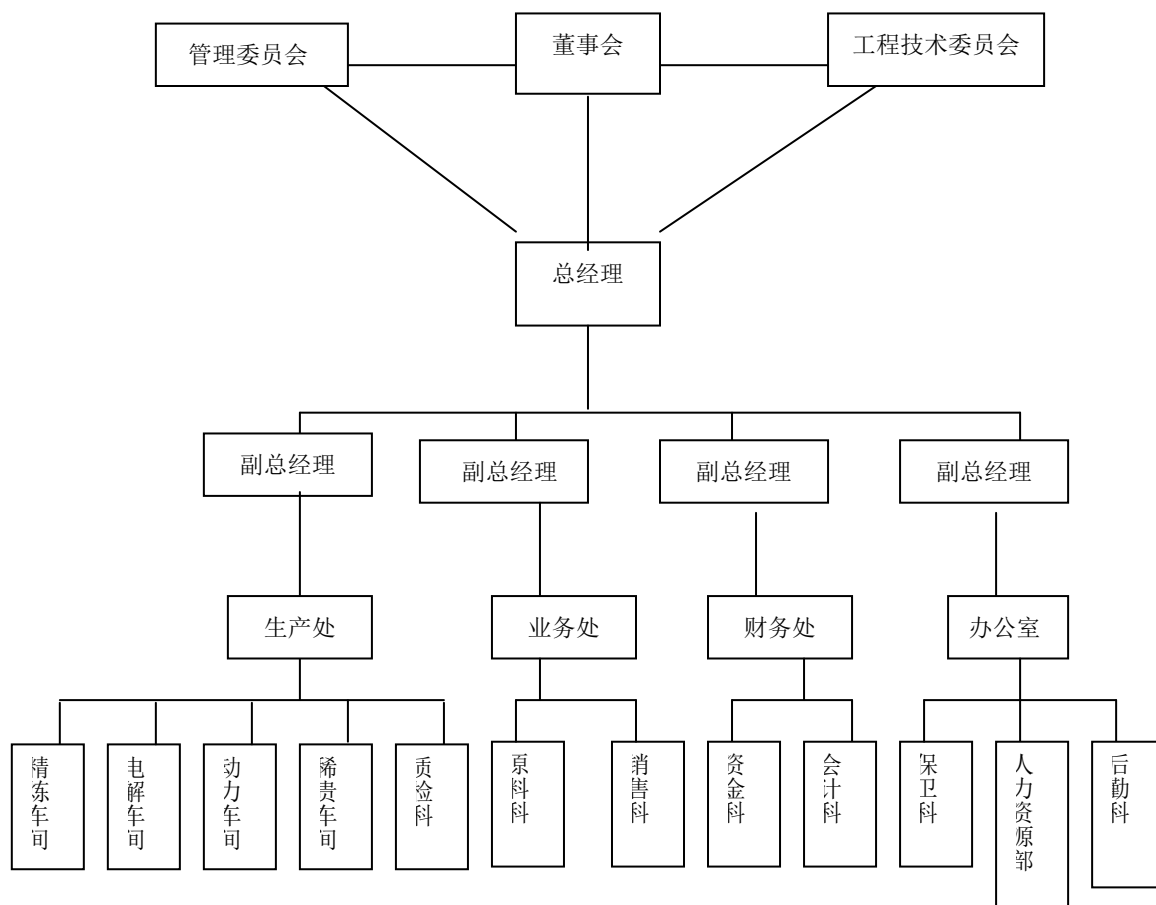 管理委员会
董事会
工程技术委员会
总经理
副总经理
副总经理
副总经理
副总经理
生产处
业务处
财务处
办公室
精炼车间
电解车间
动力车间
稀贵车间
质检科
原料科
销售科
资金科
会计科
保卫科
人力资源部
后勤科